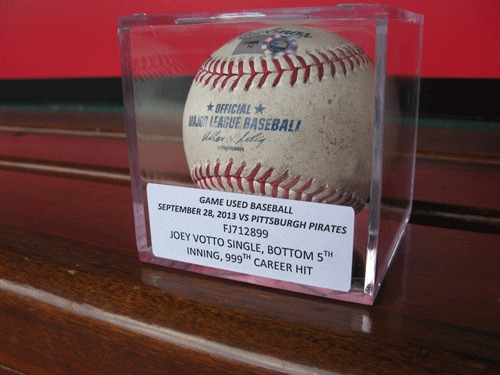 ★ OFFICIAL ★
MAJOR LEAGUE BASEBALL
GAME USED BASEBALL
SEPTEMBER 28, 2013 VS PITTSBURGH PIRATES
FJ712899
JOEY VOTTO SINGLE, BOTTOM 5TH
INNING, 999TH CAREER HIT